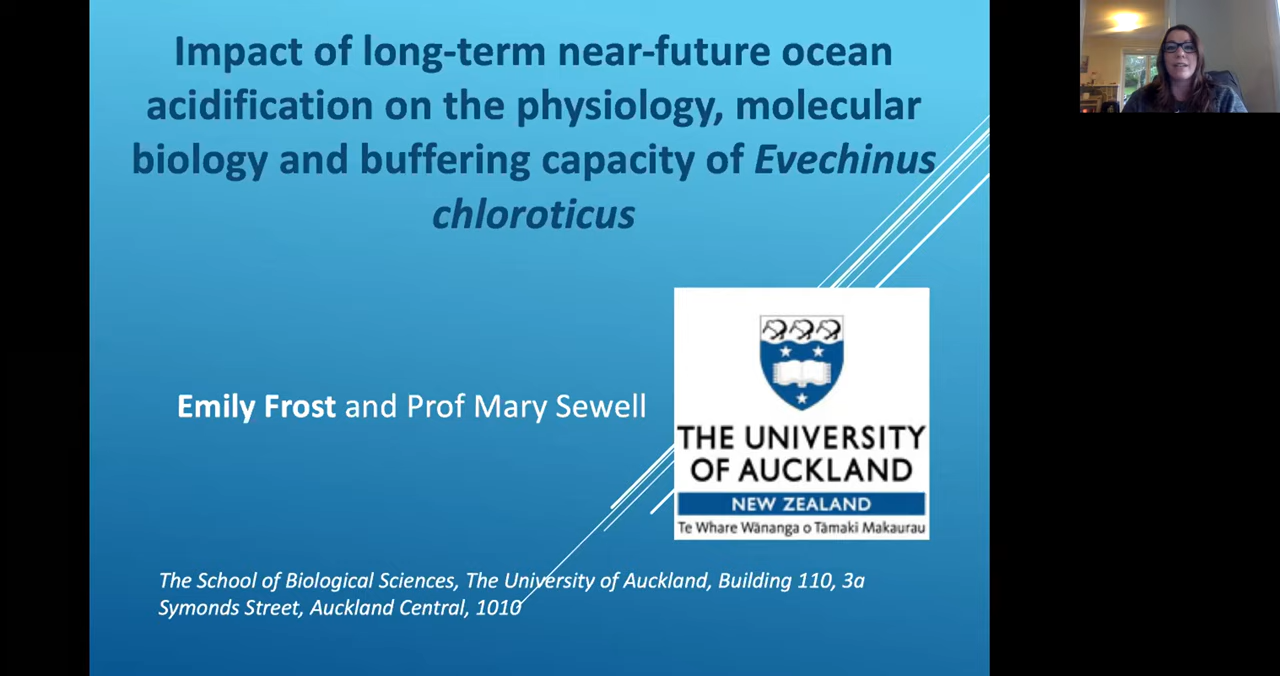 Impact of long-term near-future ocean
acidification on the physiology, molecular
biology and buffering capacity of Evechinus
chloroticus
Emily Frost and Prof Mary Sewell
THE UNIVERSITY
OF AUCKLAND
NEW ZEALAND
Te Whare Wānanga o Tāmaki Makaurau
The School of Biological Sciences, The University of Auckland, Building 110, 3a
Symonds Street, Auckland Central, 1010